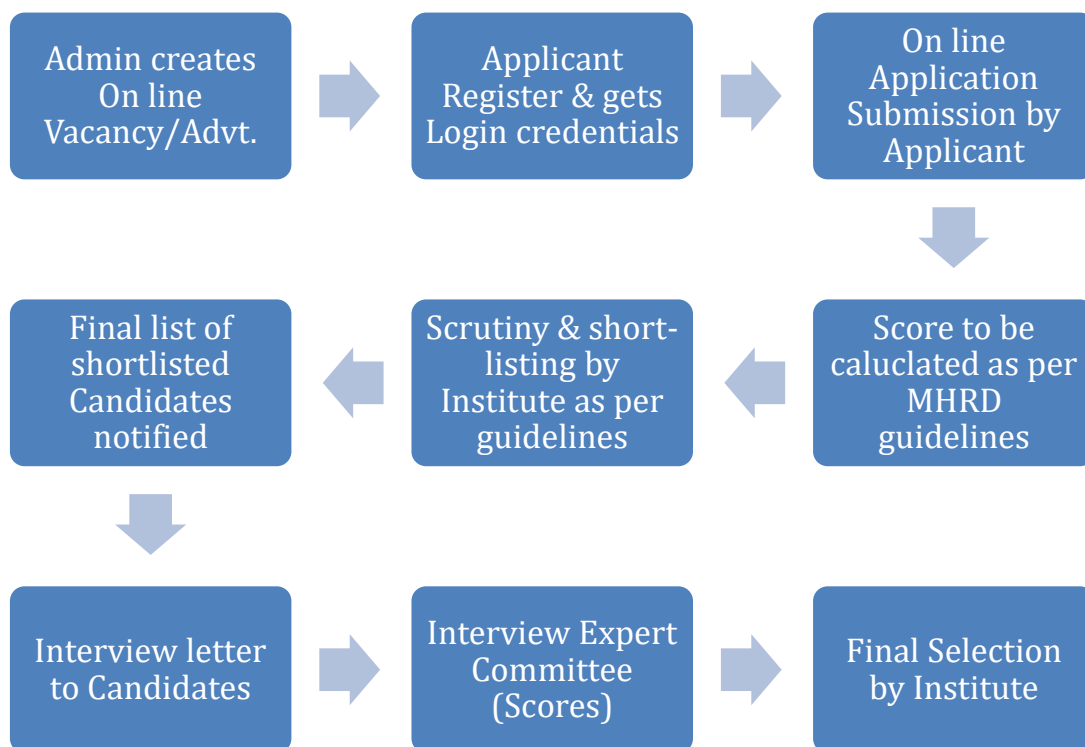 Admin creates
On line
Vacancy/Advt.
Applicant
Register & gets
Login credentials
On line
Application
Submission by
Applicant
Score to be
caluclated as per
MHRD
guidelines
Scrutiny & short-
listing by
Institute as per
guidelines
Final list of
shortlisted
Candidates
notified
Interview letter
to Candidates
Interview Expert
Committee
(Scores)
Final Selection
by Institute